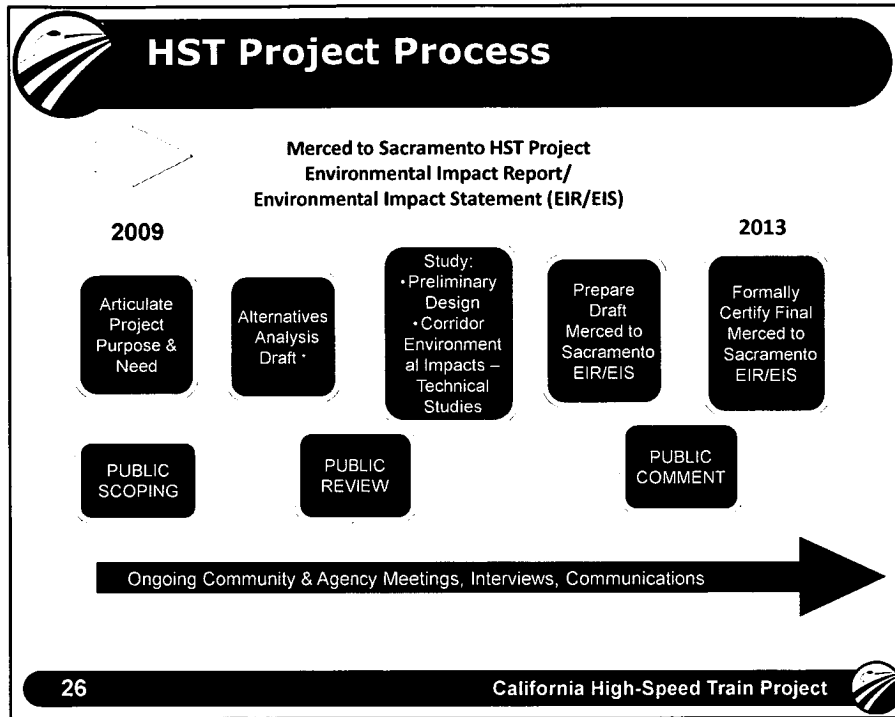 HST Project Process
Merced to Sacramento HST Project
Environmental Impact Report/
Environmental Impact Statement (EIR/EIS)
2009
2013
Articulate
Project
Purpose &
Need
Alternatives
Analysis
Draft
Study:
•Preliminary
Design
•Corridor
Environment
al Impacts –
Technical
Studies
Prepare
Draft
Merced to
Sacramento
EIR/EIS
Formally
Certify Final
Merced to
Sacramento
EIR/EIS
PUBLIC
SCOPING
PUBLIC
REVIEW
PUBLIC
COMMENT
Ongoing Community & Agency Meetings, Interviews, Communications
26
California High-Speed Train Project